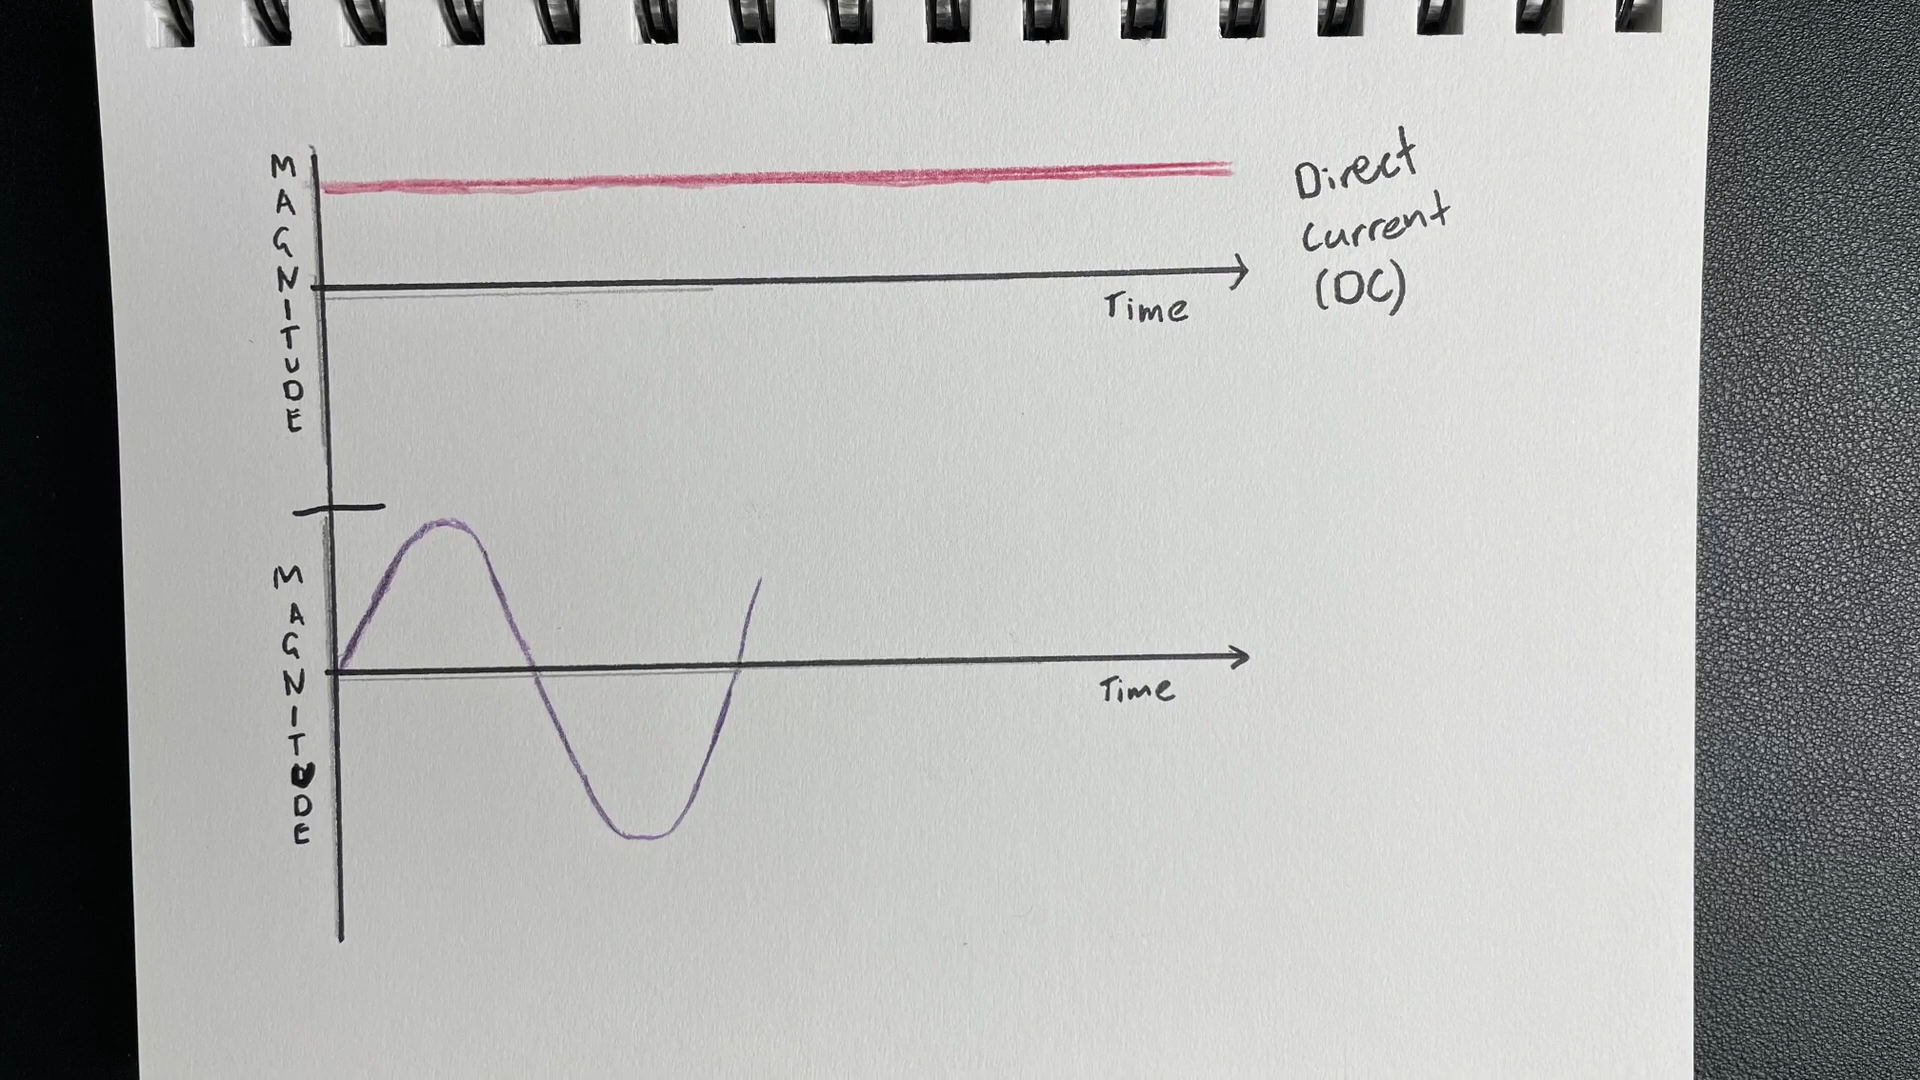 MAGNITUDE
Direct
Current
(DC)
Time
MAGNITUDE
Time